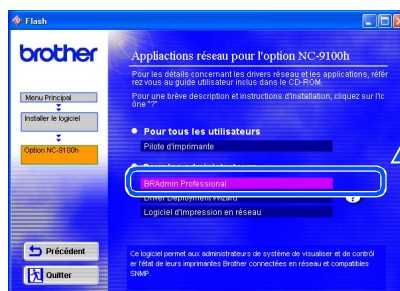 Flash
brother
Appliactions réseau pour l'option NC-9100h
Pour les détails concernant les drivers réseau et les applications, référ
rez vous au guide utilisateur inclus dans le CD-ROM.
Pour une brève description et instructions d'installation, cliquez sur l'ic
ône "?"
Menu Principal
Installer le logiciel
Option NC-9100h
Pour tous les utilisateurs
Pilote d'imprimante
BRAdmin Professional
Driver Deployment Wizard
?
Logiciel d'impression en réseau
Précédent
Quitter
Ce logiciel permet aux administrateurs de système de visualiser et de contrôl
er l'état de leurs imprimantes Brother connectées en réseau et compatibles
SNMP.